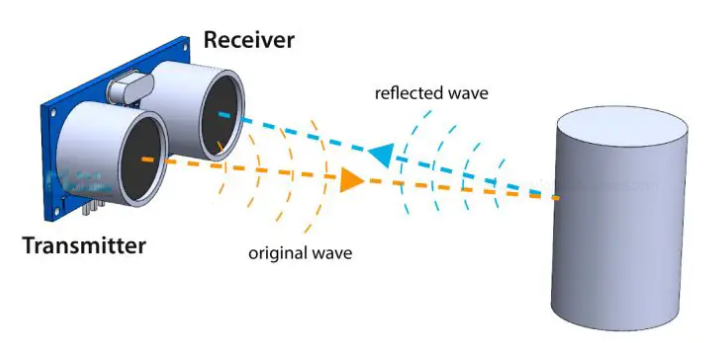 Receiver
reflected wave
Transmitter
original wave